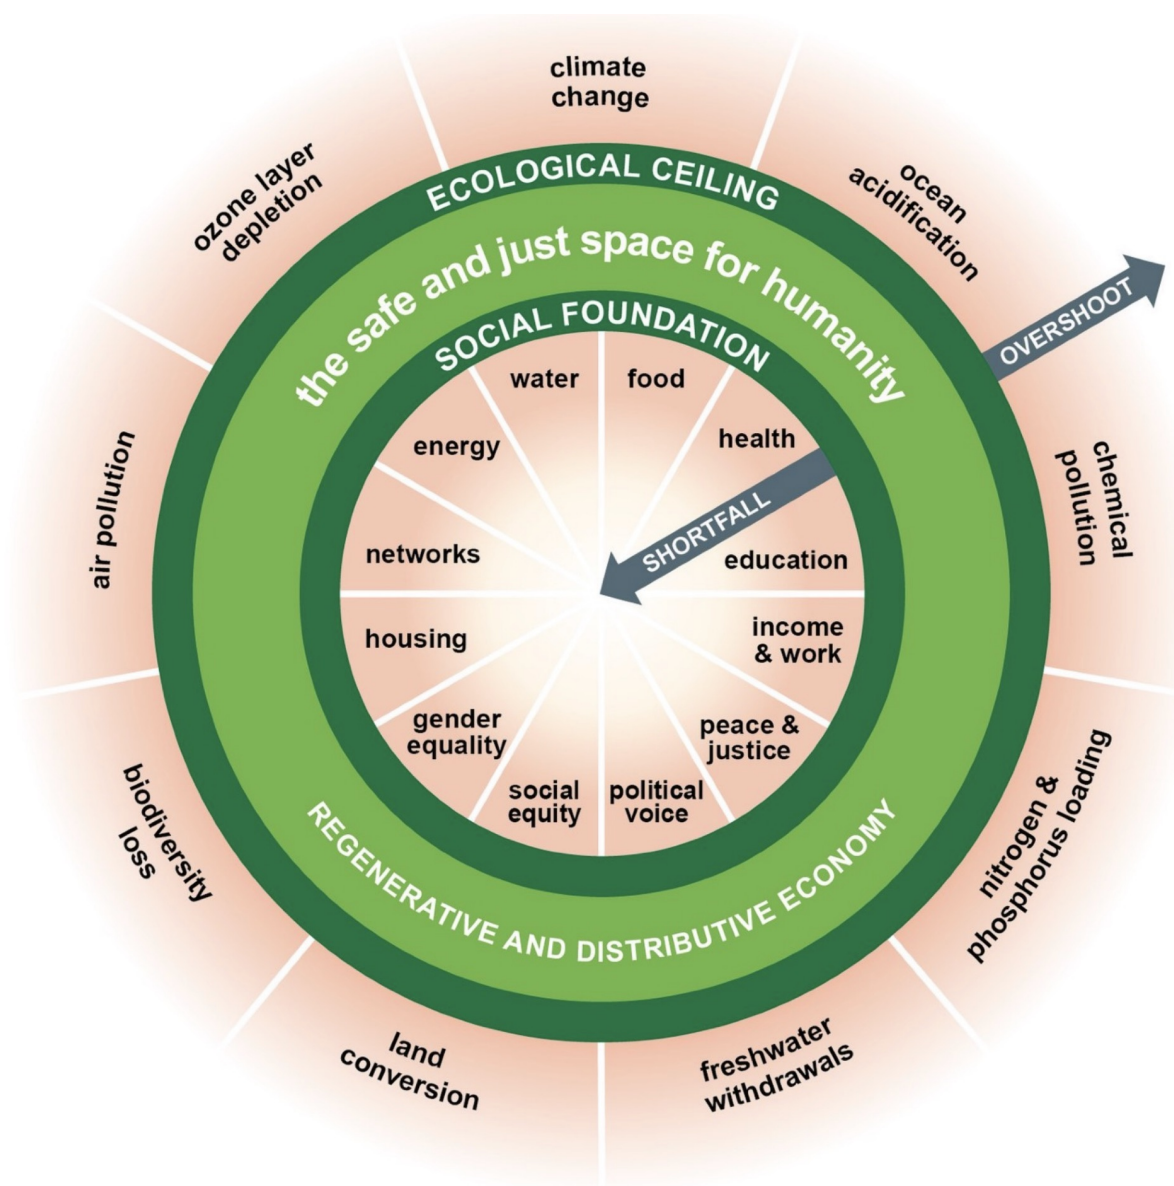 climate
change
ocean
acidification
OVERSHOOT
chemical
pollution
nitrogen &
phosphorus loading
freshwater
withdrawals
land
conversion
biodiversity
loss
air pollution
ozone layer
depletion
ECOLOGICAL CEILING
the safe and just space for humanity
SOCIAL FOUNDATION
water
food
health
SHORTFALL
education
income
& work
peace &
justice
political
voice
social
equity
gender
equality
housing
networks
energy
REGENERATIVE AND DISTRIBUTIVE ECONOMY